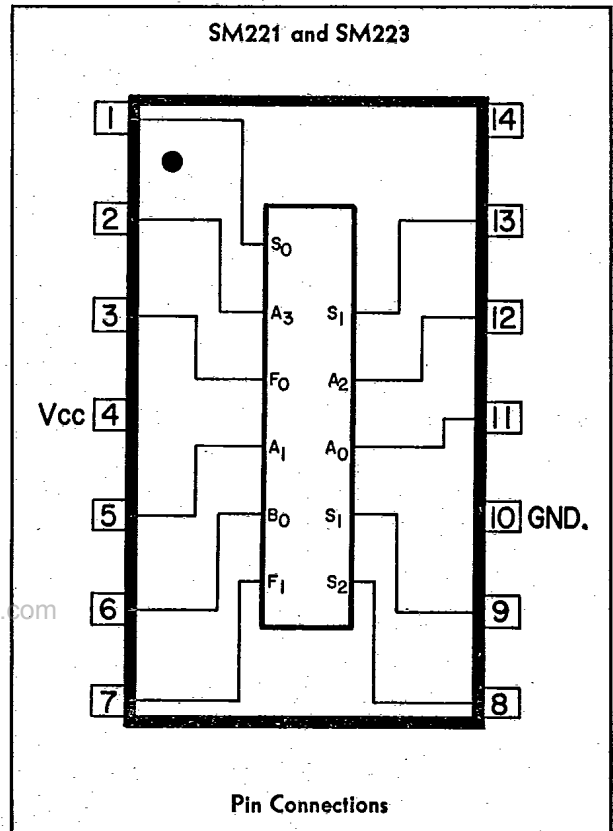 SM221 and SM223
1 14
2 13
S0
3 A3 S1 12
F0 A2
Vcc 4 11
A1 A0
5 B0 S1 10 GND.
F1 S2
.com 6 9
7 8
Pin Connections